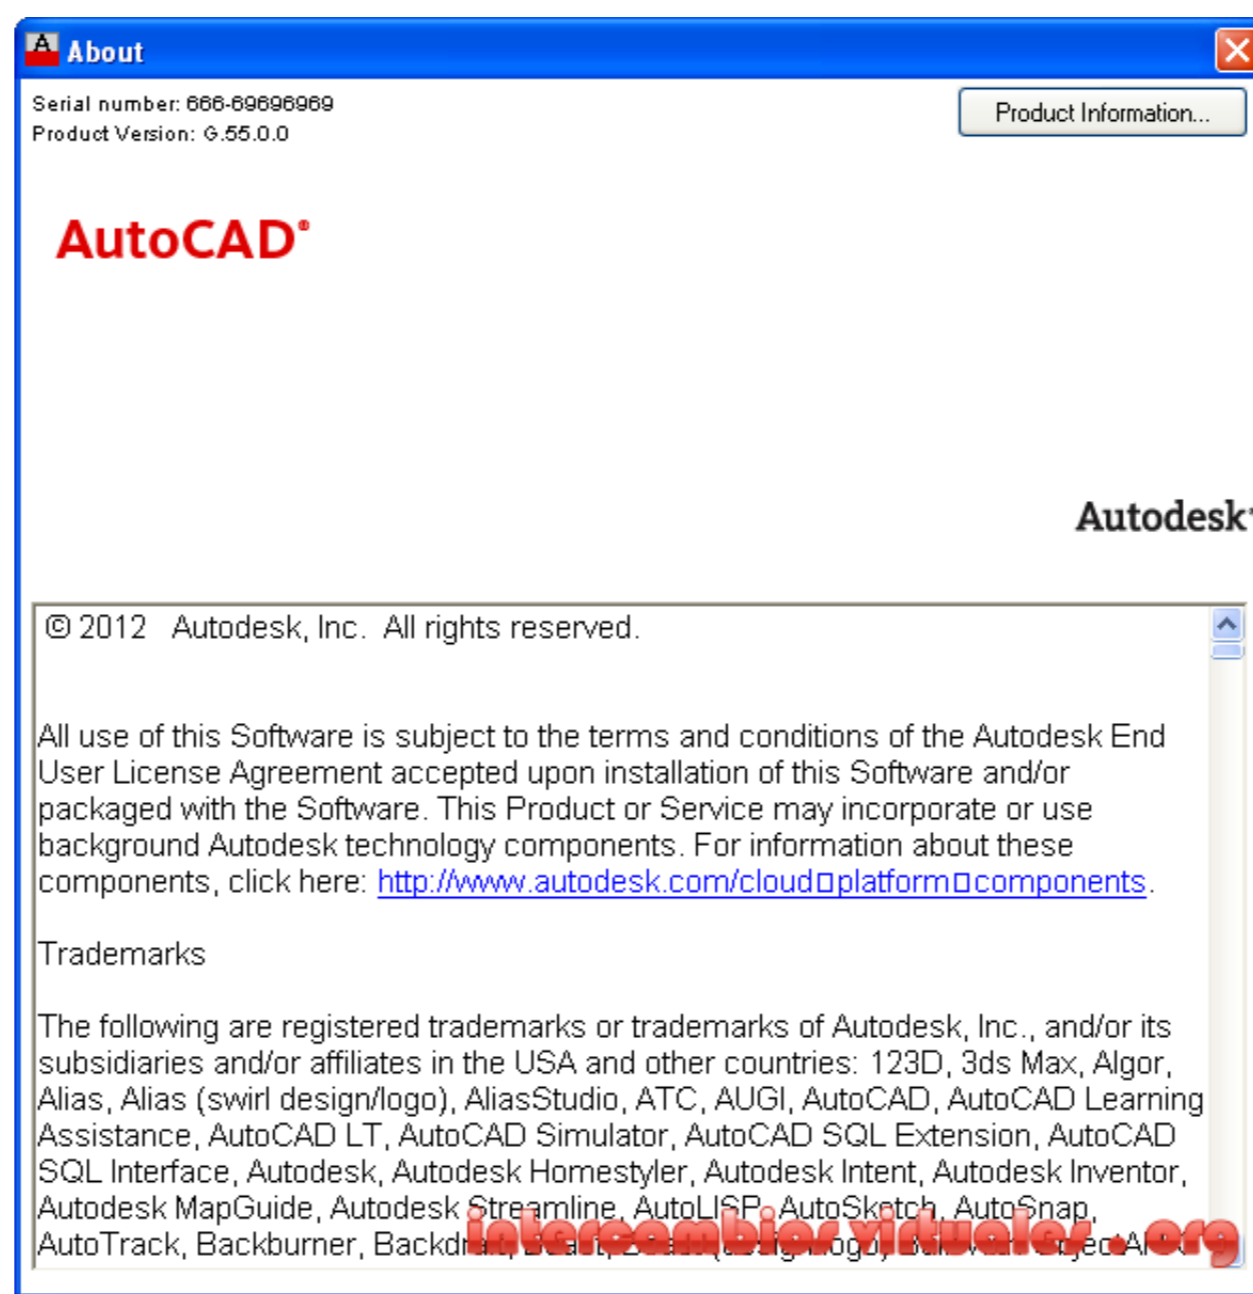 About
Serial number: 666-69696969
Product Information...
Product Version: G.55.0.0
AutoCAD®
Autodesk
© 2012 Autodesk, Inc. All rights reserved.
All use of this Software is subject to the terms and conditions of the Autodesk End
User License Agreement accepted upon installation of this Software and/or
packaged with the Software. This Product or Service may incorporate or use
background Autodesk technology components. For information about these
components, click here: http://www.autodesk.com/cloud□platform□components.
Trademarks
The following are registered trademarks or trademarks of Autodesk, Inc., and/or its
subsidiaries and/or affiliates in the USA and other countries: 123D, 3ds Max, Algor,
Alias, Alias (swirl design/logo), AliasStudio, ATC, AUGI, AutoCAD, AutoCAD Learning
Assistance, AutoCAD LT, AutoCAD Simulator, AutoCAD SQL Extension, AutoCAD
SQL Interface, Autodesk, Autodesk Homestyler, Autodesk Intent, Autodesk Inventor,
Autodesk MapGuide, Autodesk Streamline, AutoLISP, AutoSketch, AutoSnap,
AutoTrack, Backburner, Backdraft,
intercambiosvirtuales.org